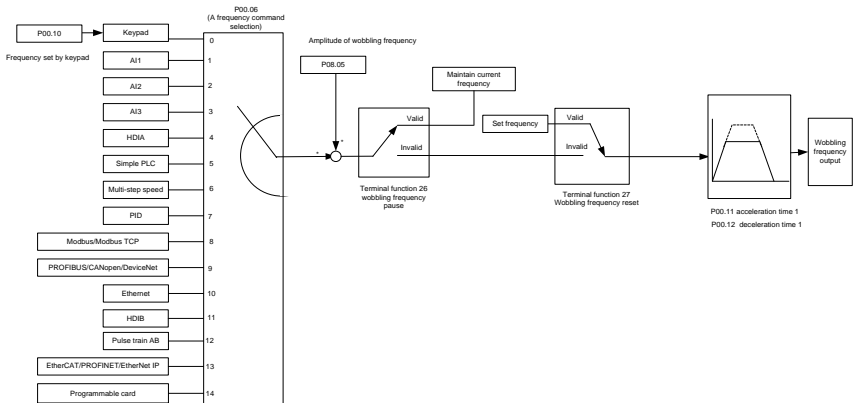 P00.06
(A frequency command
selection)
P00.10
Keypad
0
Frequency set by keypad
AI1
1
AI2
2
AI3
3
HDIA
4
Simple PLC
5
Multi-step speed
6
PID
7
Modbus/Modbus TCP
8
PROFIBUS/CANopen/DeviceNet
9
Ethernet
10
HDIB
11
Pulse train AB
12
EtherCAT/PROFINET/EtherNet IP
13
Programmable card
14
Amplitude of wobbling frequency
P08.05
+
+
Maintain current
frequency
Valid
Invalid
Terminal function 26
wobbling frequency
pause
Set frequency
Valid
Invalid
Terminal function 27
Wobbling frequency reset
P00.11 acceleration time 1
P00.12 deceleration time 1
Wobbling
frequency
output